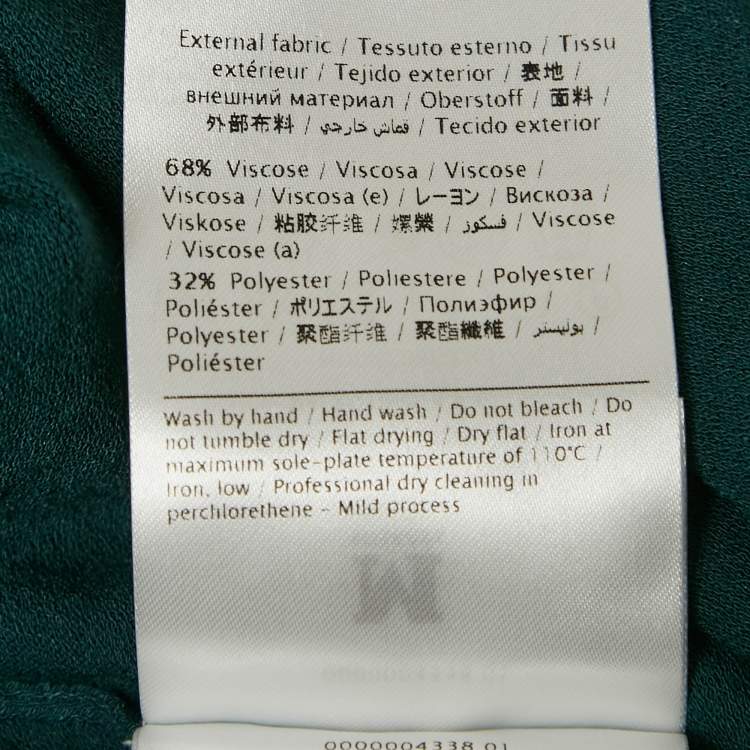 External fabric / Tessuto esterno / Tissu
extérieur / Tejido exterior / 表地 /
внешний материал / Oberstoff / 面料 /
外部布料 / قماش خارجي / Tecido exterior
68% Viscose / Viscosa / Viscose /
Viscosa / Viscosa (e) / レーヨン / Вискоза /
Viskose / 粘胶纤维 / 嫘縈 / فسكوز / Viscose
/ Viscose (a)
32% Polyester / Poliestere / Polyester /
Poliéster / ポリエステル / Полиэфир /
Polyester / 聚酯纤维 / 聚酯纖維 / بوليستر /
Poliéster
Wash by hand / Hand wash / Do not bleach / Do
not tumble dry / Flat drying / Dry flat / Iron at
maximum sole-plate temperature of 110°C /
Iron, low / Professional dry cleaning in
perchlorethene - Mild process
M
0000004338 01